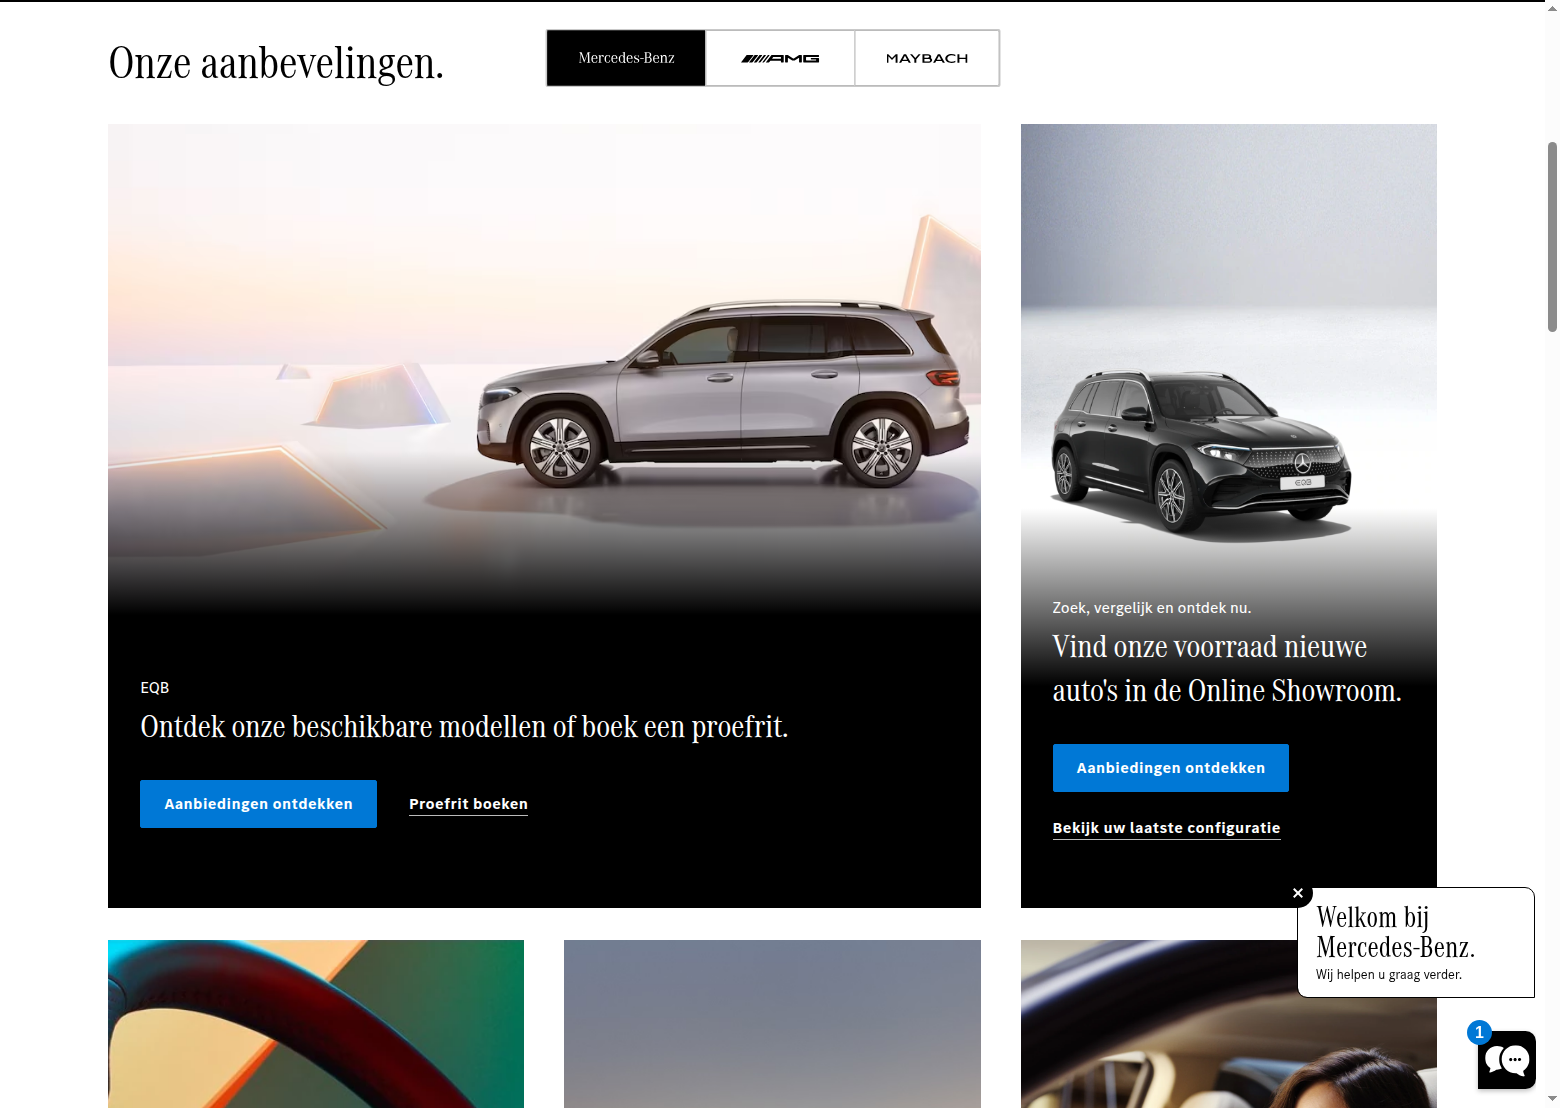 Onze aanbevelingen.
Mercedes-Benz
AMG
MAYBACH
EQB
Ontdek onze beschikbare modellen of boek een proefrit.
Aanbiedingen ontdekken
Proefrit boeken
EQB
Zoek, vergelijk en ontdek nu.
Vind onze voorraad nieuwe
auto's in de Online Showroom.
Aanbiedingen ontdekken
Bekijk uw laatste configuratie
Welkom bij
Mercedes-Benz.
Wij helpen u graag verder.
1